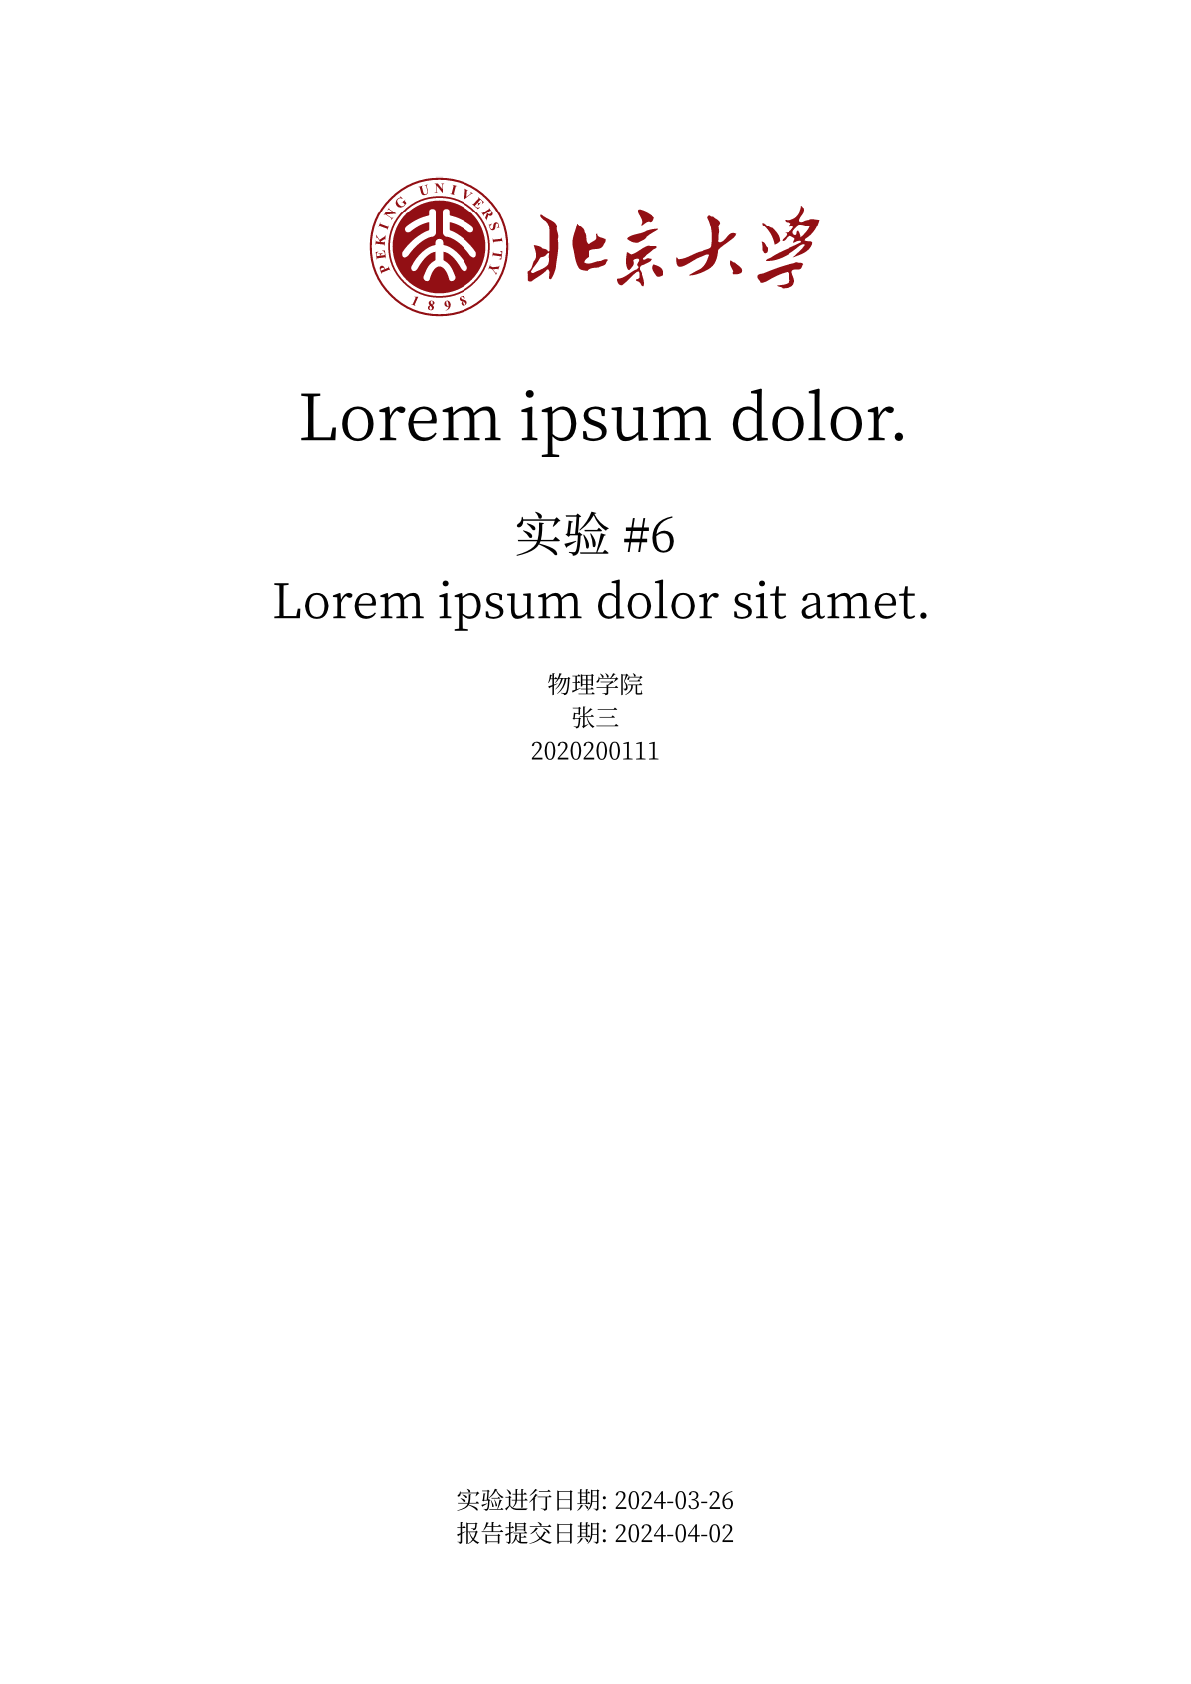 PEKING UNIVERSITY
1898
北京大学
Lorem ipsum dolor.
实验 #6
Lorem ipsum dolor sit amet.
物理学院
张三
2020200111
实验进行日期: 2024-03-26
报告提交日期: 2024-04-02